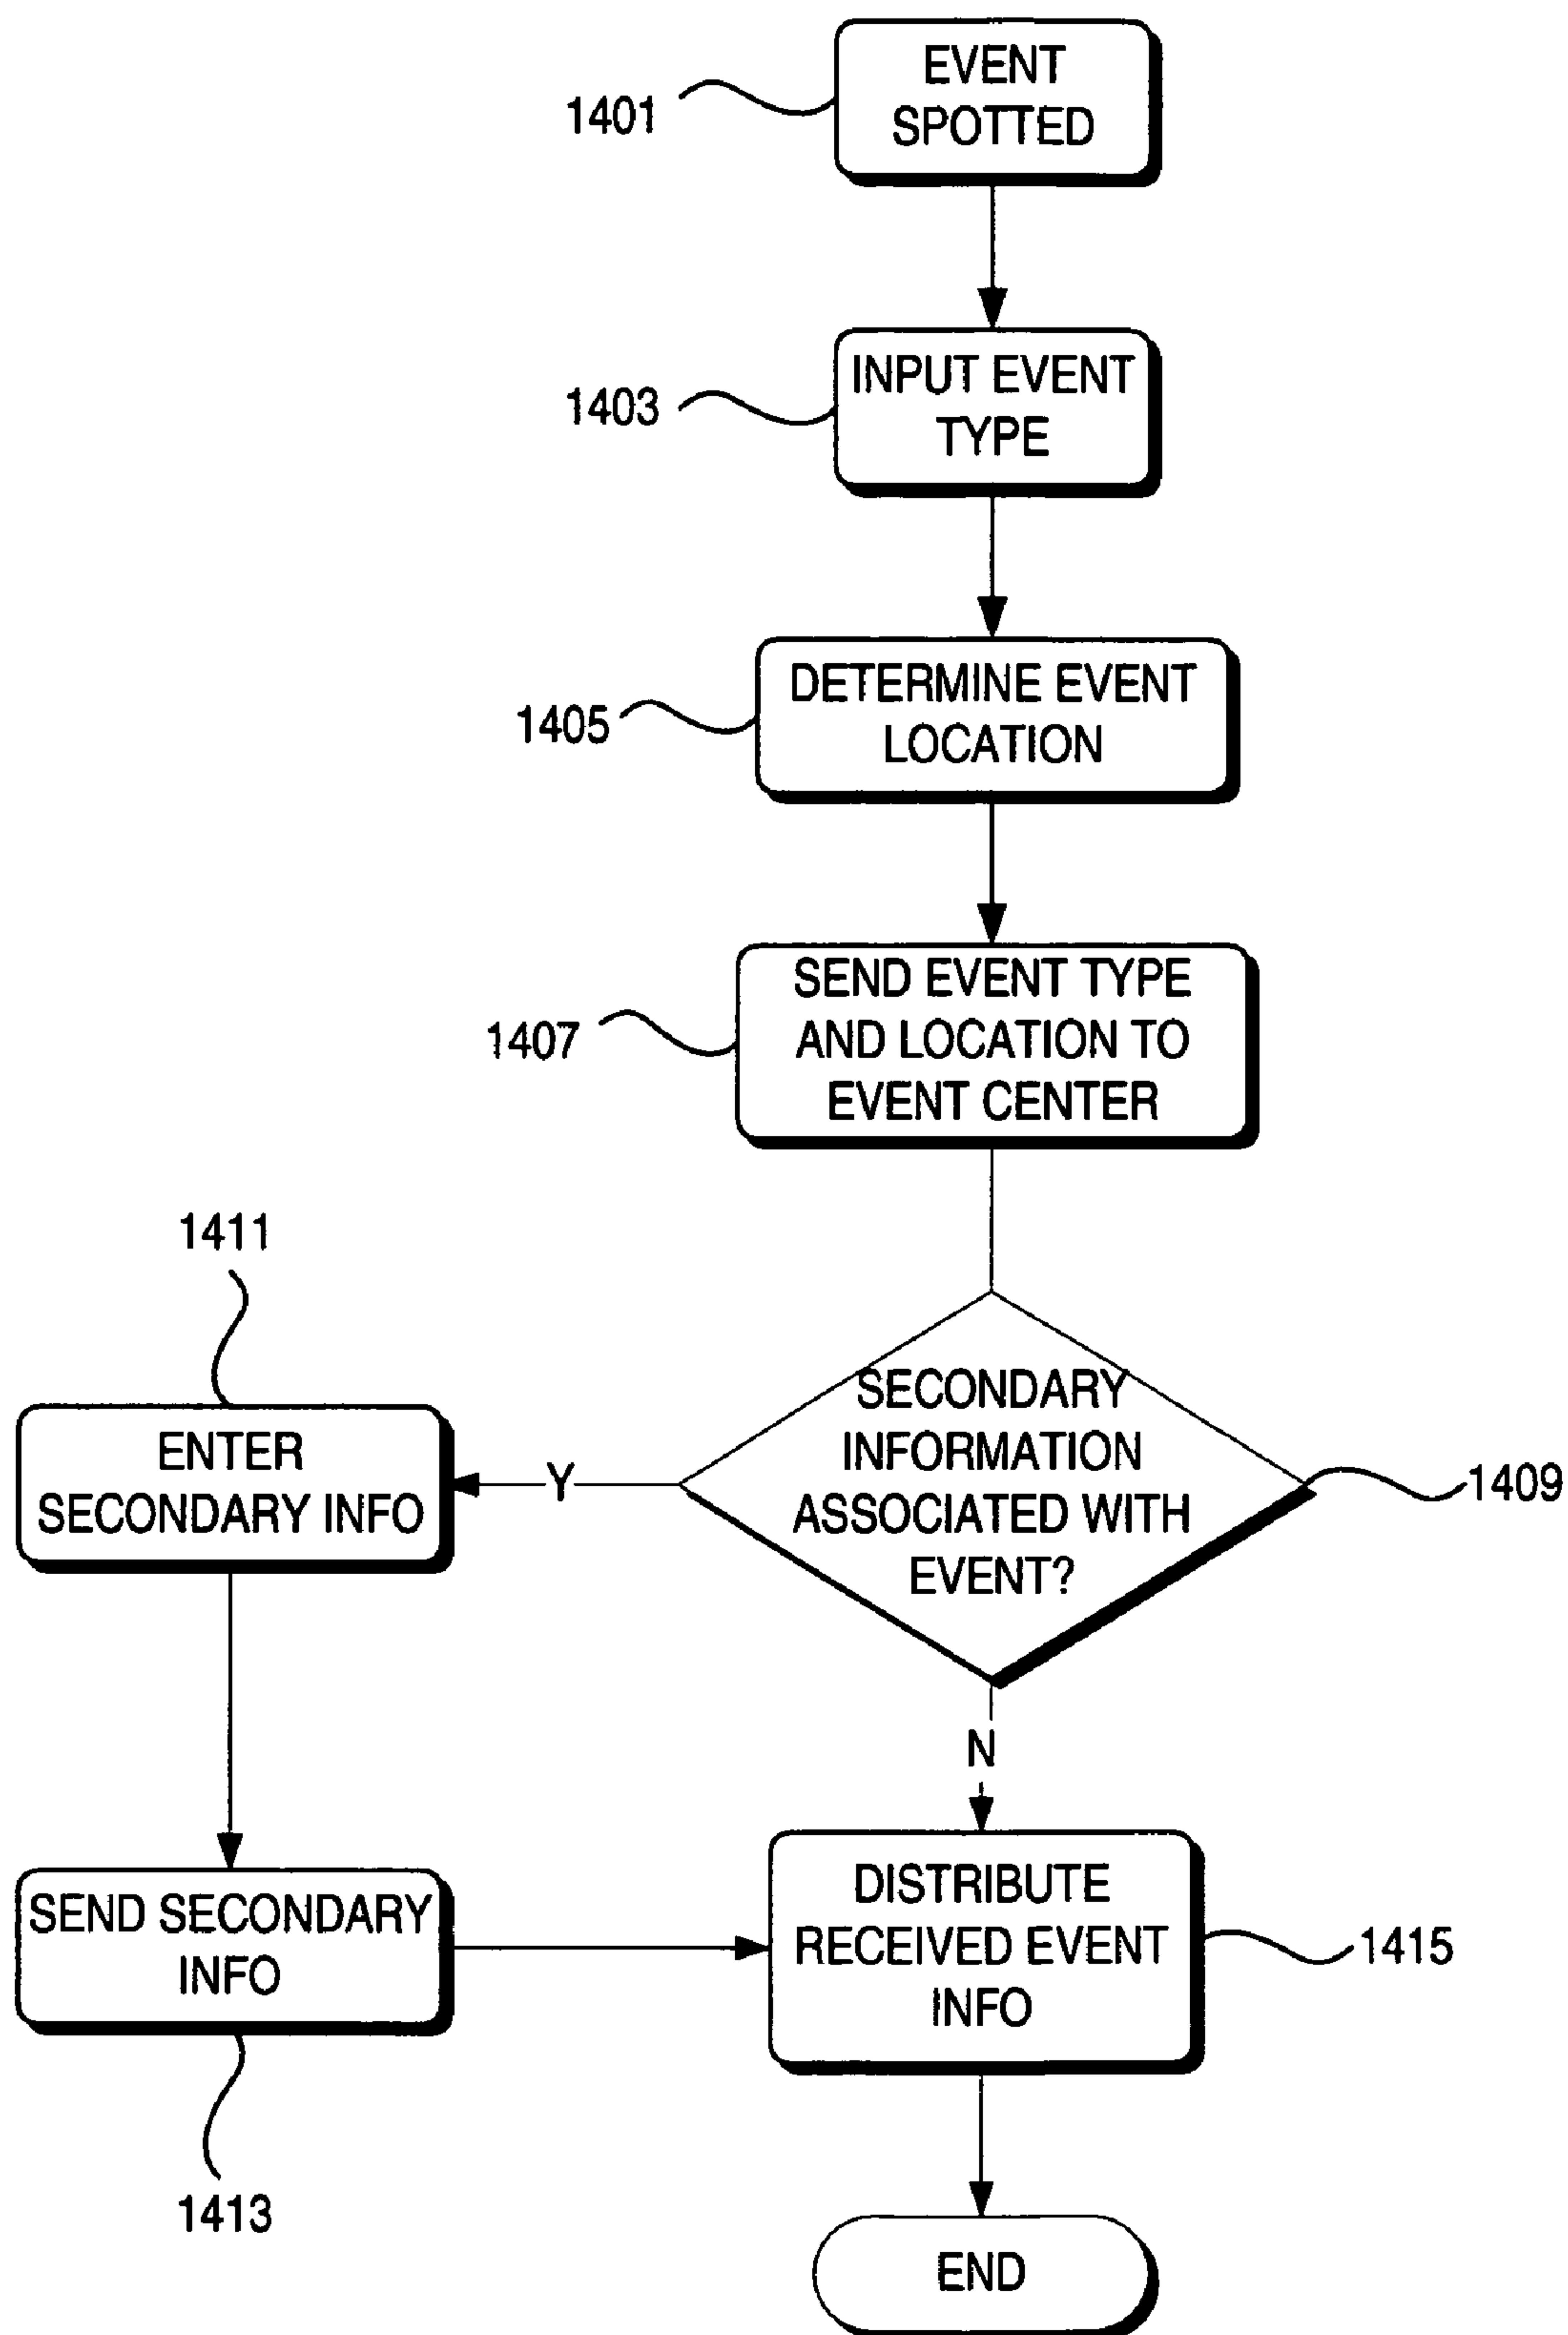 EVENT
SPOTTED
1401
INPUT EVENT
TYPE
1403
DETERMINE EVENT
LOCATION
1405
SEND EVENT TYPE
AND LOCATION TO
EVENT CENTER
1407
SECONDARY
INFORMATION
ASSOCIATED WITH
EVENT?
1409
Y
1411
ENTER
SECONDARY INFO
SEND SECONDARY
INFO
1413
N
DISTRIBUTE
RECEIVED EVENT
INFO
1415
END